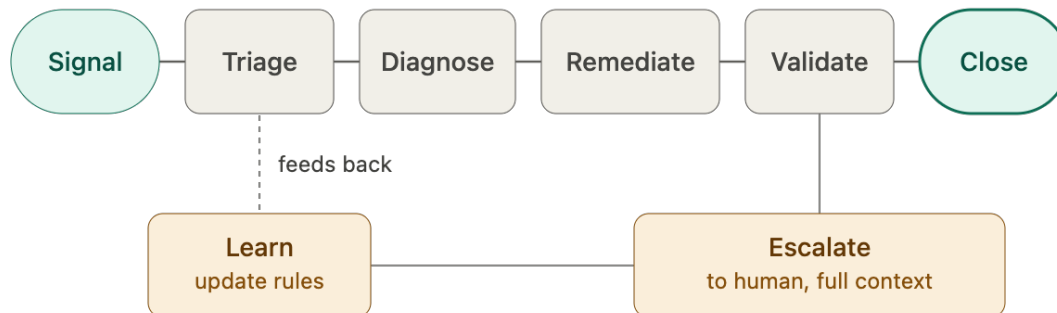 Signal
Triage
Diagnose
Remediate
Validate
Close
feeds back
Learn
update rules
Escalate
to human, full context